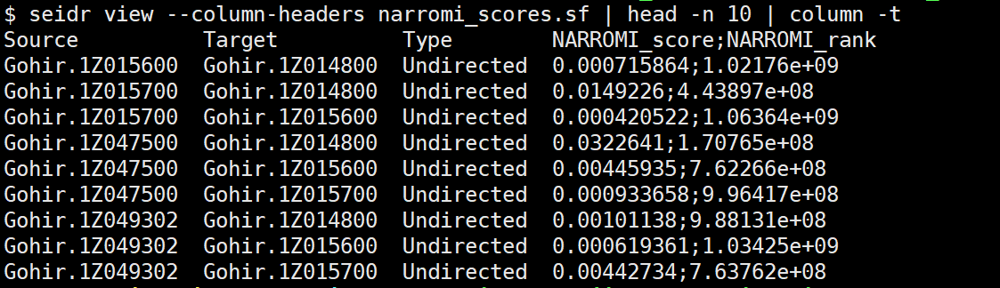 $ seidr view --column-headers narromi_scores.sf | head -n 10 | column -t
Source Target Type NARROMI_score;NARROMI_rank
Gohir.1Z015600 Gohir.1Z014800 Undirected 0.000715864;1.02176e+09
Gohir.1Z015700 Gohir.1Z014800 Undirected 0.0149226;4.43897e+08
Gohir.1Z015700 Gohir.1Z015600 Undirected 0.000420522;1.06364e+09
Gohir.1Z047500 Gohir.1Z014800 Undirected 0.0322641;1.70765e+08
Gohir.1Z047500 Gohir.1Z015600 Undirected 0.00445935;7.62266e+08
Gohir.1Z047500 Gohir.1Z015700 Undirected 0.000933658;9.96417e+08
Gohir.1Z049302 Gohir.1Z014800 Undirected 0.00101138;9.88131e+08
Gohir.1Z049302 Gohir.1Z015600 Undirected 0.000619361;1.03425e+09
Gohir.1Z049302 Gohir.1Z015700 Undirected 0.00442734;7.63762e+08